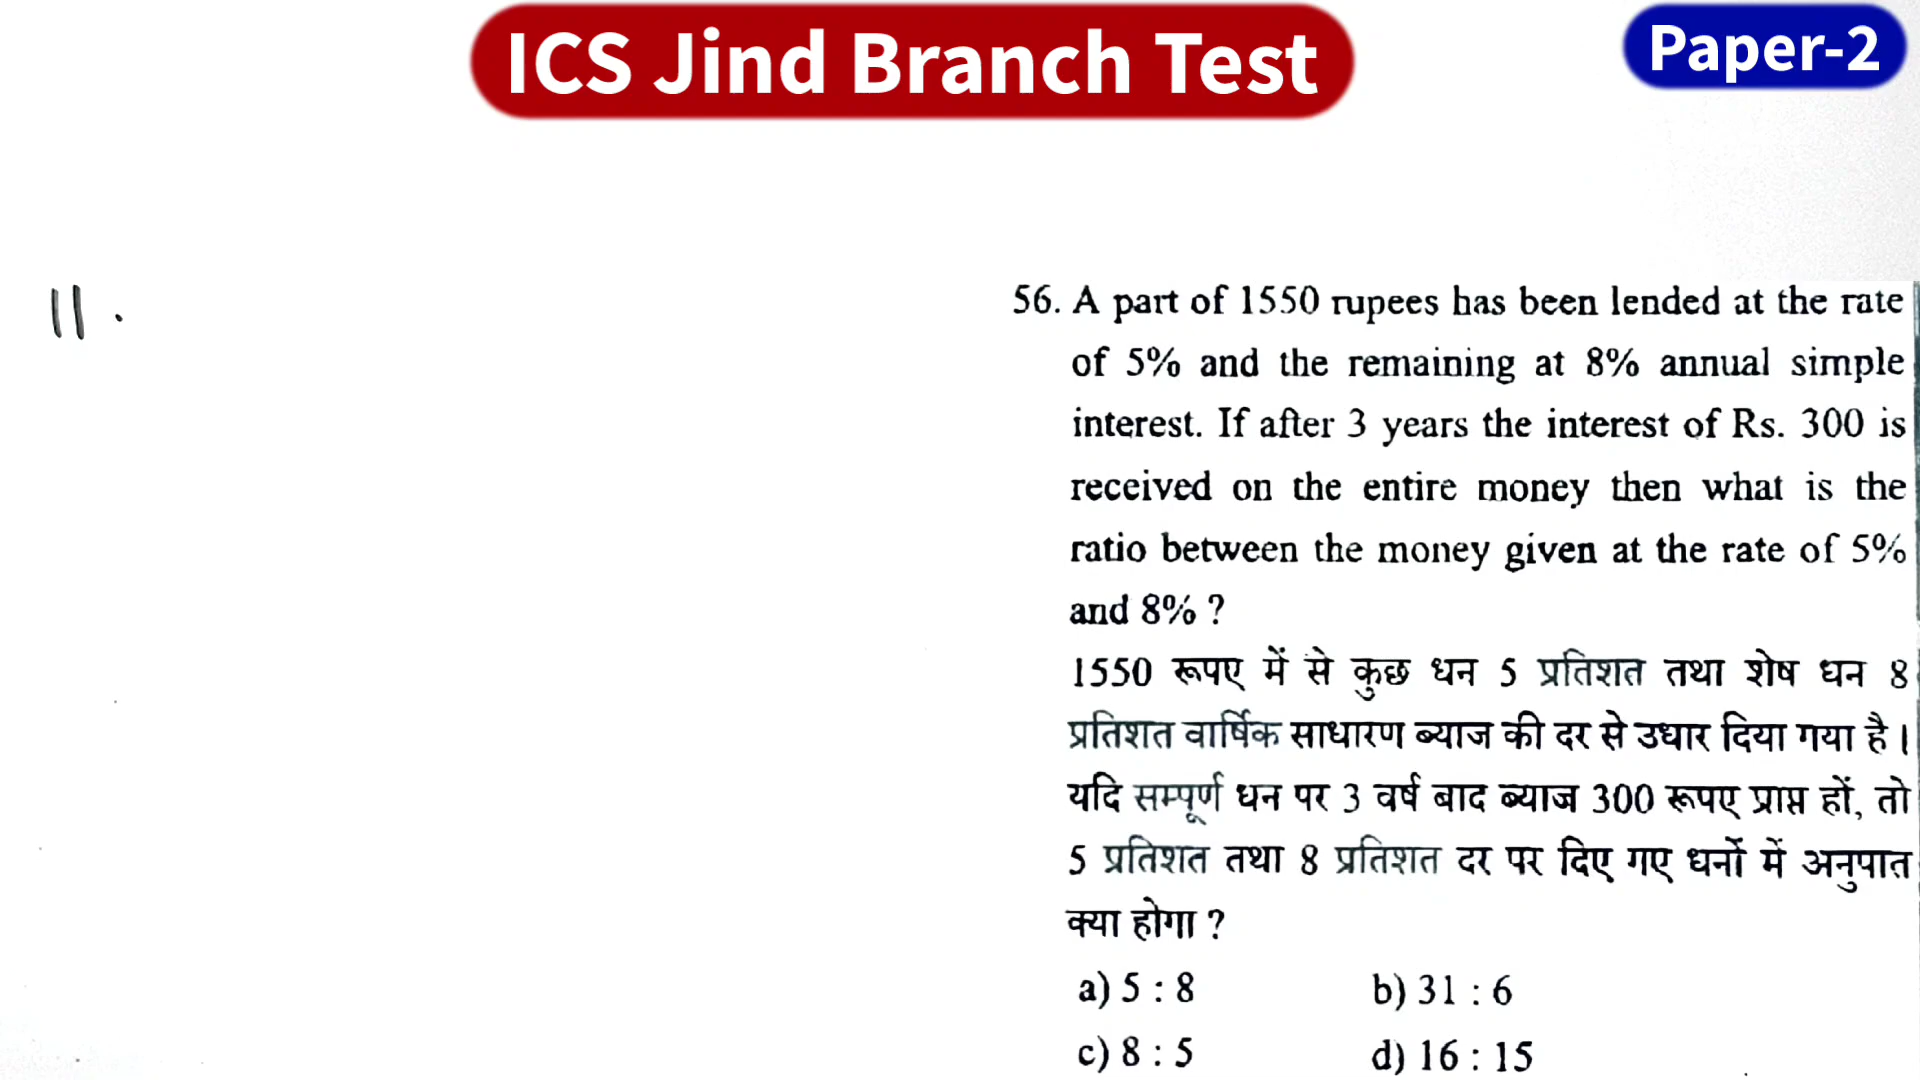 ICS Jind Branch Test
Paper-2
11.
56. A part of 1550 rupees has been lended at the rate
of 5% and the remaining at 8% annual simple
interest. If after 3 years the interest of Rs. 300 is
received on the entire money then what is the
ratio between the money given at the rate of 5%
and 8% ?
1550 रूपए में से कुछ धन 5 प्रतिशत तथा शेष धन 8
प्रतिशत वार्षिक साधारण ब्याज की दर से उधार दिया गया है।
यदि सम्पूर्ण धन पर 3 वर्ष बाद ब्याज 300 रूपए प्राप्त हों, तो
5 प्रतिशत तथा 8 प्रतिशत दर पर दिए गए धनों में अनुपात
क्या होगा ?
a) 5 : 8 b) 31 : 6
c) 8 : 5 d) 16 : 15